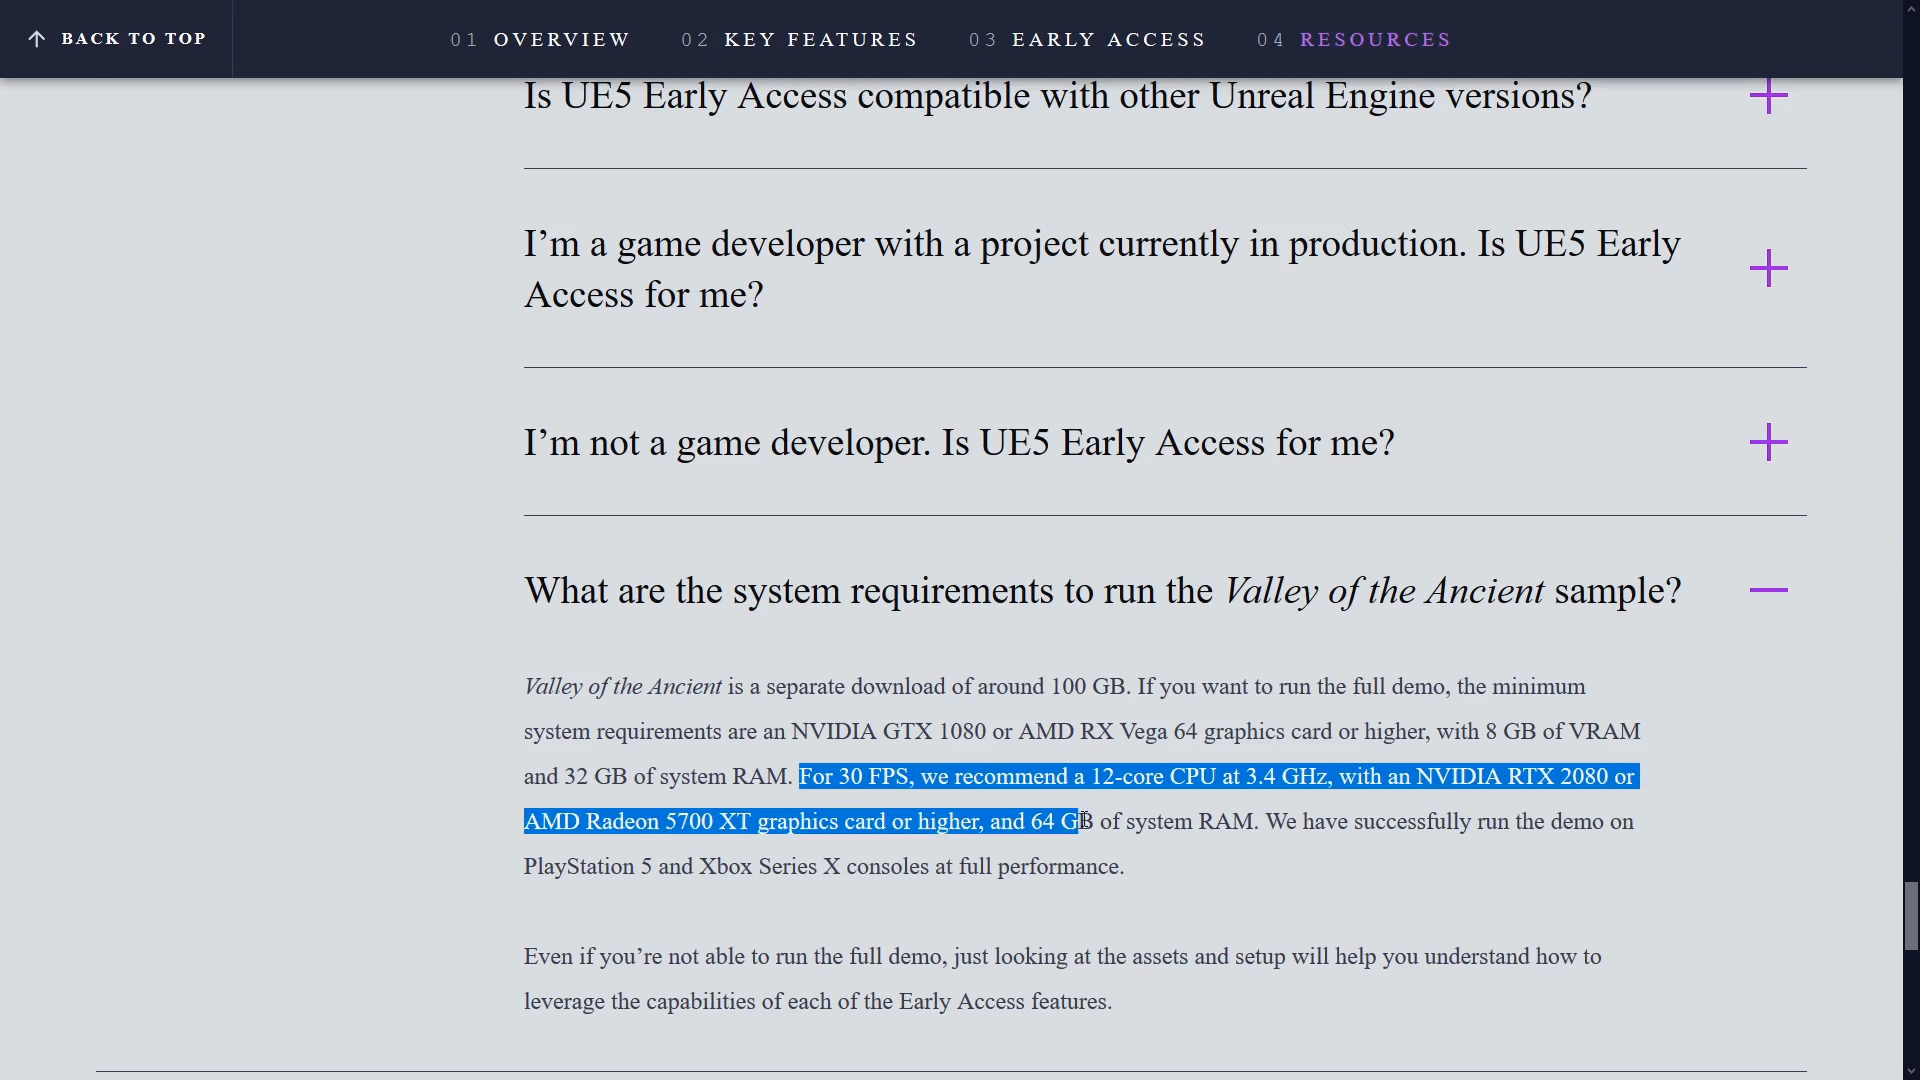 BACK TO TOP
01 OVERVIEW
02 KEY FEATURES
03 EARLY ACCESS
04 RESOURCES
Is UE5 Early Access compatible with other Unreal Engine versions?
I’m a game developer with a project currently in production. Is UE5 Early
Access for me?
I’m not a game developer. Is UE5 Early Access for me?
What are the system requirements to run the Valley of the Ancient sample?
Valley of the Ancient is a separate download of around 100 GB. If you want to run the full demo, the minimum
system requirements are an NVIDIA GTX 1080 or AMD RX Vega 64 graphics card or higher, with 8 GB of VRAM
and 32 GB of system RAM. For 30 FPS, we recommend a 12-core CPU at 3.4 GHz, with an NVIDIA RTX 2080 or
AMD Radeon 5700 XT graphics card or higher, and 64 GB of system RAM. We have successfully run the demo on
PlayStation 5 and Xbox Series X consoles at full performance.
Even if you’re not able to run the full demo, just looking at the assets and setup will help you understand how to
leverage the capabilities of each of the Early Access features.